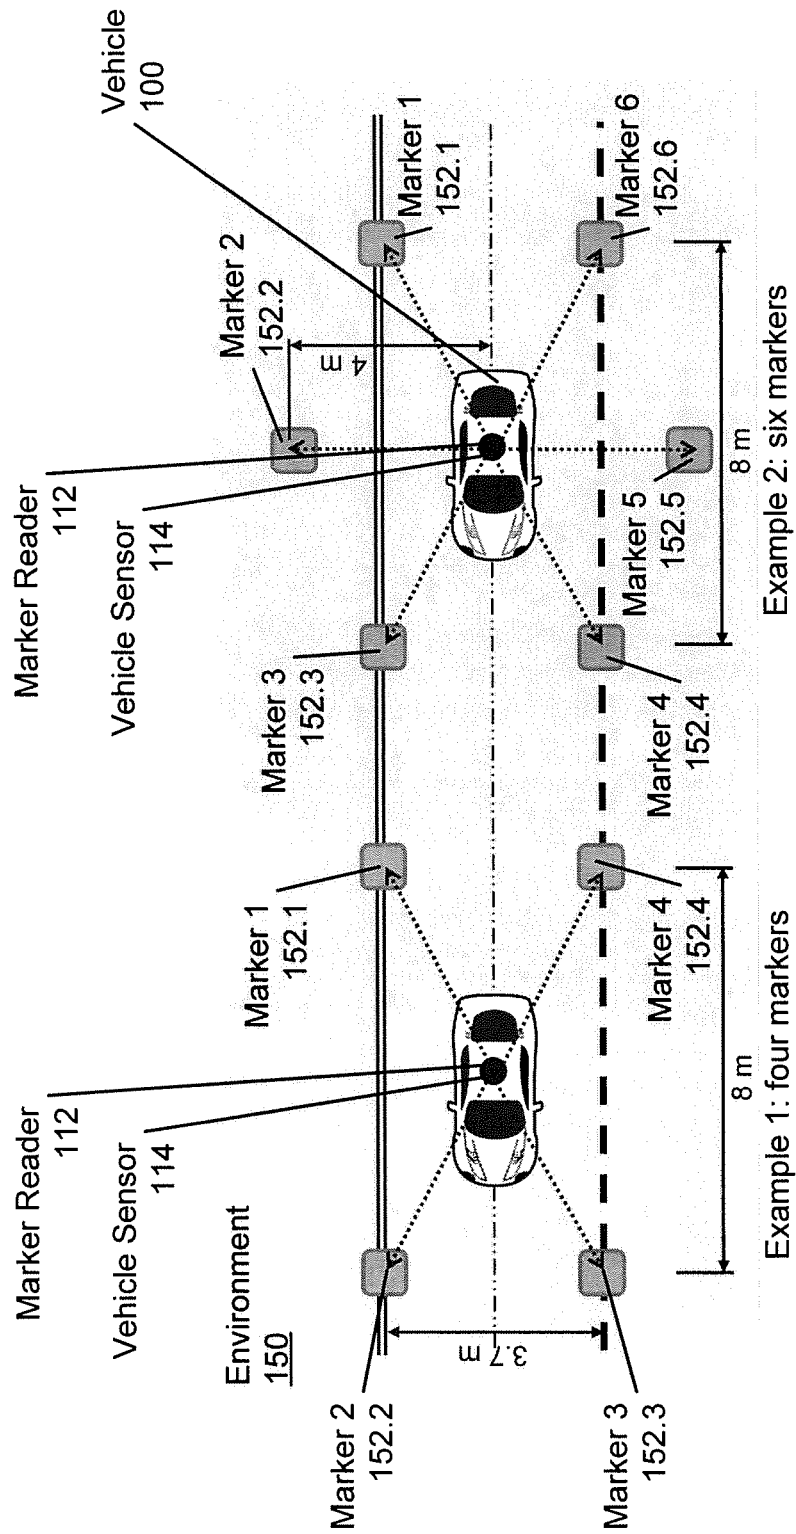 Vehicle
100
Marker Reader
112
Vehicle Sensor
114
Marker 2
152.2
Marker 1
152.1
Marker 3
152.3
4 m
Marker 4
152.4
Marker 5
152.5
Marker 6
152.6
8 m
Example 2: six markers
Marker Reader
112
Vehicle Sensor
114
Environment
150
Marker 1
152.1
Marker 2
152.2
3.7 m
Marker 3
152.3
Marker 4
152.4
8 m
Example 1: four markers